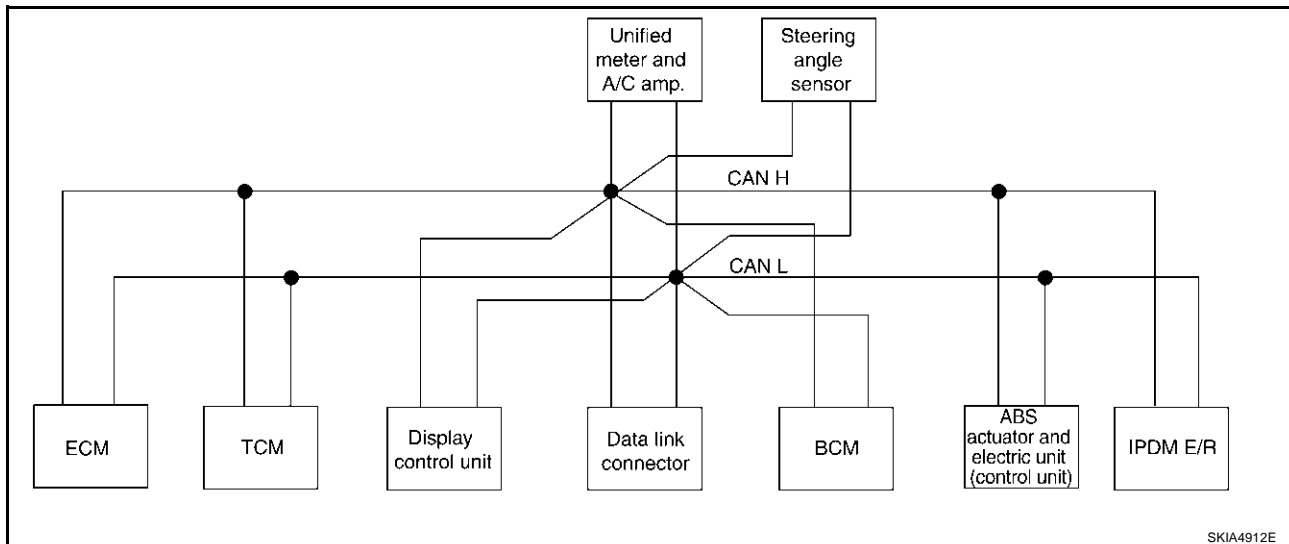 Unified
meter and
A/C amp.
Steering
angle
sensor
CAN H
CAN L
ECM
TCM
Display
control unit
Data link
connector
BCM
ABS
actuator and
electric unit
(control unit)
IPDM E/R
SKIA4912E